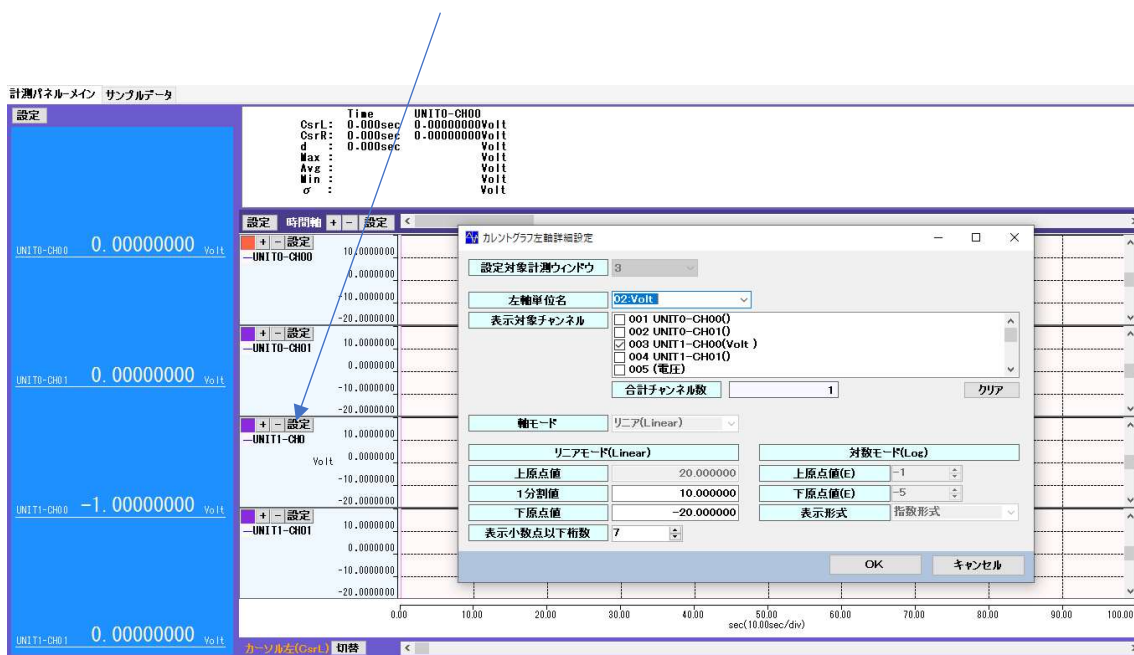 計測パネルーメイン サンプルデータ
設定
Time UNIT0-CH00
CsrL: 0.000sec 0.00000000Volt
CsrR: 0.000sec 0.00000000Volt
d : 0.000sec Volt
Max : Volt
Avg : Volt
Min : Volt
σ : Volt
設定 時間軸 + - 設定 <
UNIT0-CH00 0.00000000 Volt
+ - 設定
—UNIT0-CH00
10.0000000
0.0000000
-10.0000000
-20.0000000
UNIT0-CH01 0.00000000 Volt
+ - 設定
—UNIT0-CH01
10.0000000
0.0000000
-10.0000000
-20.0000000
UNIT1-CH00 -1.00000000 Volt
+ - 設定
—UNIT1-CH0
Volt
10.0000000
0.0000000
-10.0000000
-20.0000000
UNIT1-CH01 0.00000000 Volt
+ - 設定
—UNIT1-CH01
10.0000000
0.0000000
-10.0000000
-20.0000000
カレントグラフ左軸詳細設定
設定対象計測ウィンドウ 3
左軸単位名 02:Volt
表示対象チャンネル
001 UNIT0-CH00()
002 UNIT0-CH01()
003 UNIT1-CH00(Volt )
004 UNIT1-CH01()
005 (電圧)
合計チャンネル数 1 クリア
軸モード リニア(Linear)
リニアモード(Linear) 対数モード(Log)
上原点値 20.000000 上原点値(E) -1
1分割値 10.000000 下原点値(E) -5
下原点値 -20.000000 表示形式 指数形式
表示小数点以下桁数 7
OK キャンセル
0.00 10.00 20.00 30.00 40.00 50.00 60.00 70.00 80.00 90.00 100.00
sec(10.00sec/div)
カーソル左(CsrL) 切替 <